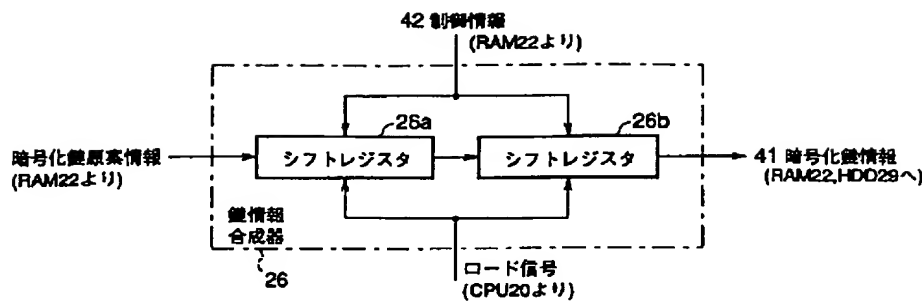 42 制御情報
(RAM22より)
26a
26b
シフトレジスタ
シフトレジスタ
暗号化鍵原案情報
(RAM22より)
41 暗号化鍵情報
(RAM22,HDD29へ)
鍵情報
合成器
26
ロード信号
(CPU20より)